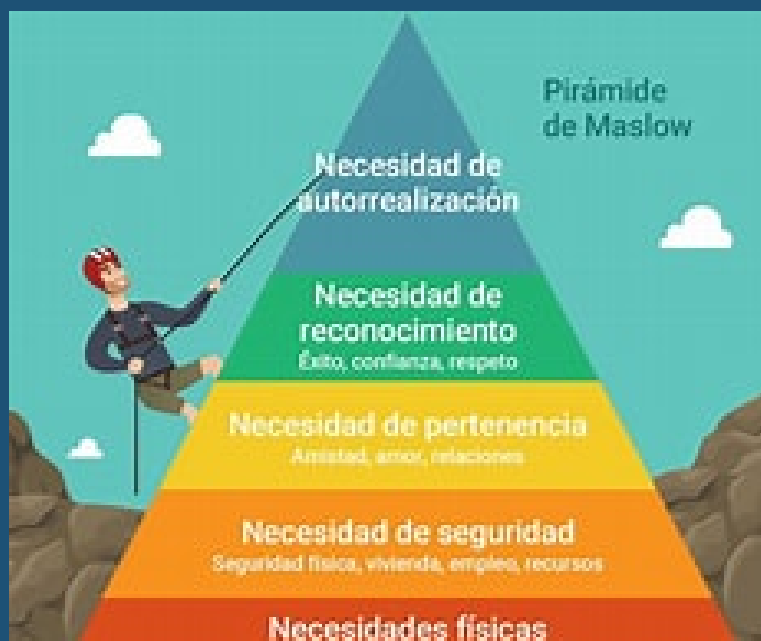 Pirámide
de Maslow
Necesidad de
autorrealización
Necesidad de
reconocimiento
Éxito, confianza, respeto
Necesidad de pertenencia
Amistad, amor, relaciones
Necesidad de seguridad
Seguridad física, vivienda, empleo, recursos
Necesidades físicas